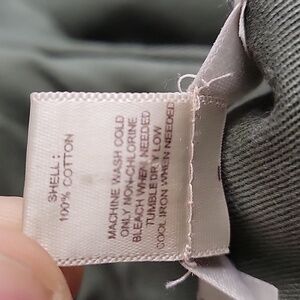 SHELL:
100% COTTON
MACHINE WASH COLD
ONLY NON-CHLORINE
BLEACH WHEN NEEDED
TUMBLE DRY LOW
COOL IRON WHEN NEEDED